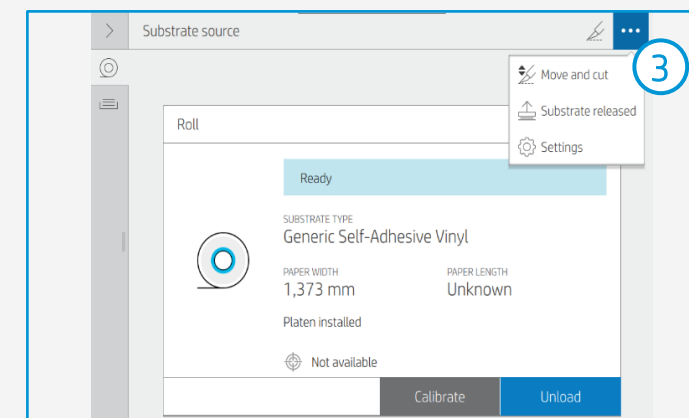 Substrate source
3
Move and cut
Substrate released
Settings
Roll
Ready
SUBSTRATE TYPE
Generic Self-Adhesive Vinyl
PAPER WIDTH PAPER LENGTH
1,373 mm Unknown
Platen installed
Not available
Calibrate Unload